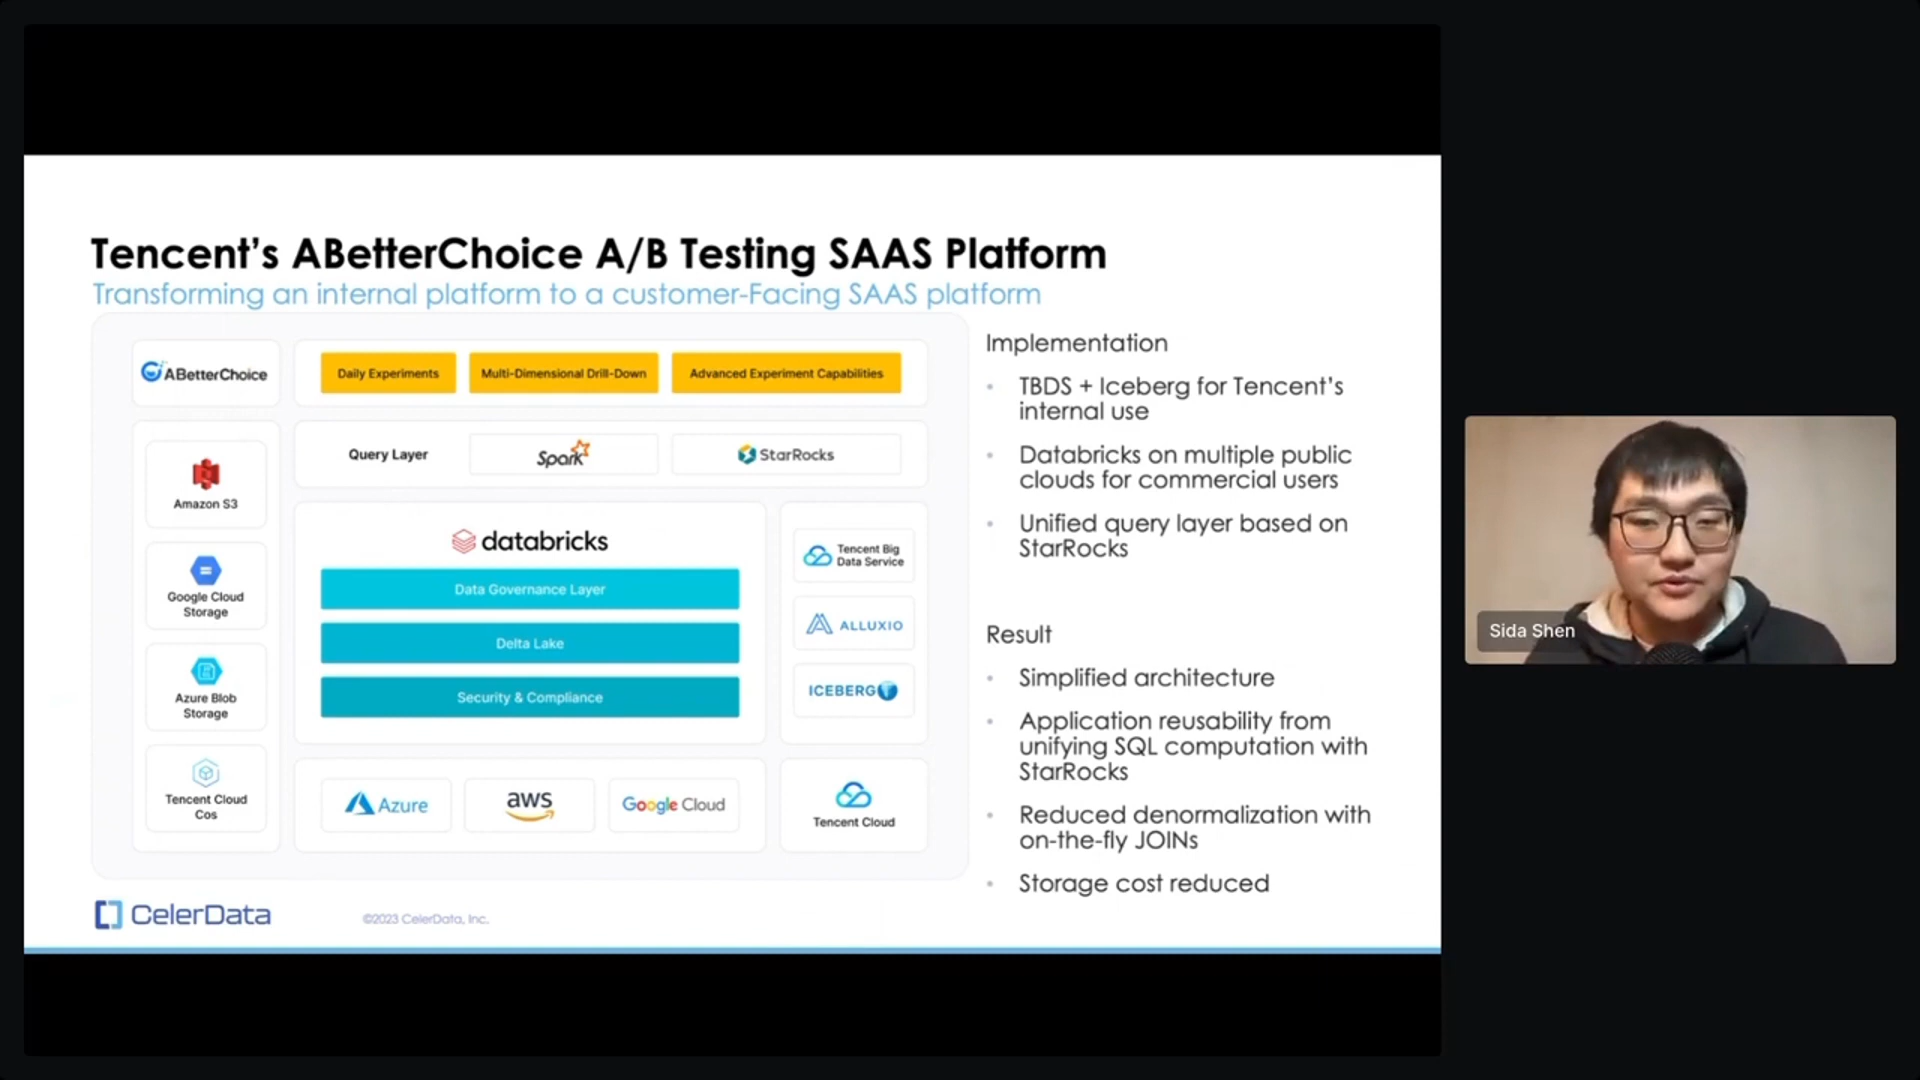 Tencent's ABetterChoice A/B Testing SAAS Platform
Transforming an internal platform to a customer-Facing SAAS platform
ABetterChoice
Daily Experiments
Multi-Dimensional Drill-Down
Advanced Experiment Capabilities
Query Layer
Spark
StarRocks
Amazon S3
Google Cloud
Storage
Azure Blob
Storage
Tencent Cloud
Cos
databricks
Data Governance Layer
Delta Lake
Security & Compliance
Tencent Big
Data Service
ALLUXIO
ICEBERG
Azure
aws
Google Cloud
Tencent Cloud
Implementation
• TBDS + Iceberg for Tencent's
internal use
• Databricks on multiple public
clouds for commercial users
• Unified query layer based on
StarRocks
Result
• Simplified architecture
• Application reusability from
unifying SQL computation with
StarRocks
• Reduced denormalization with
on-the-fly JOINs
• Storage cost reduced
CelerData
©2023 CelerData, Inc.
Sida Shen